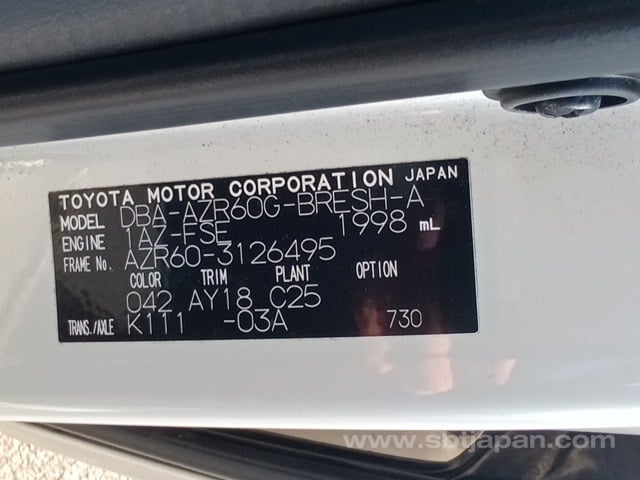 TOYOTA MOTOR CORPORATION JAPAN
MODEL DBA-AZR60G-BRESH-A
ENGINE 1AZ-FSE 1998 mL
FRAME No. AZR60-3126495
COLOR TRIM PLANT OPTION
042 AY18 C25
TRANS./AXLE K111 -03A 730
www.sbtjapan.com